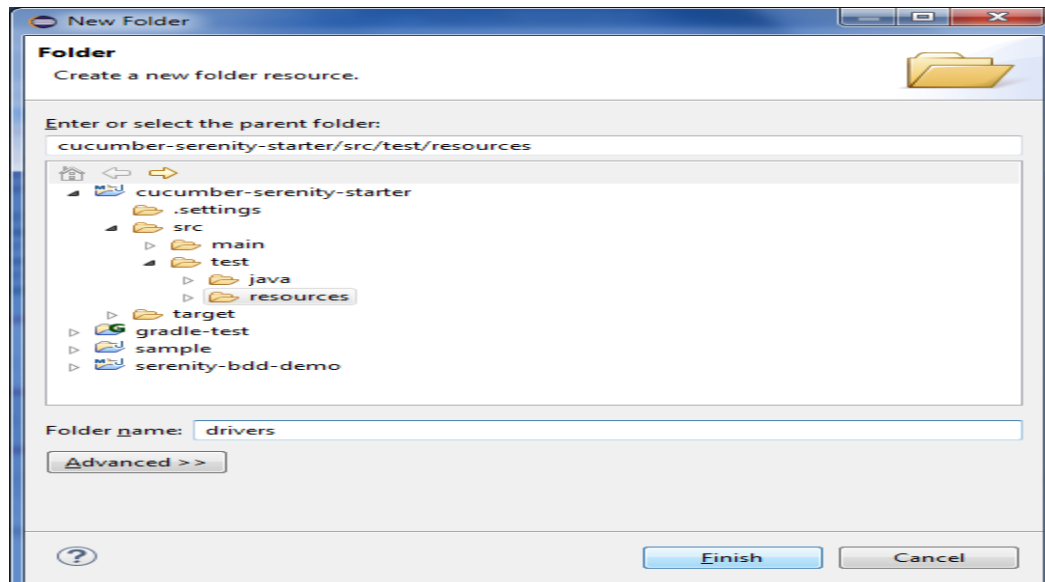 New Folder
Folder
Create a new folder resource.
Enter or select the parent folder:
cucumber-serenity-starter/src/test/resources
cucumber-serenity-starter
.settings
src
main
test
java
resources
target
gradle-test
sample
serenity-bdd-demo
Folder name: drivers
Advanced >>
Finish Cancel